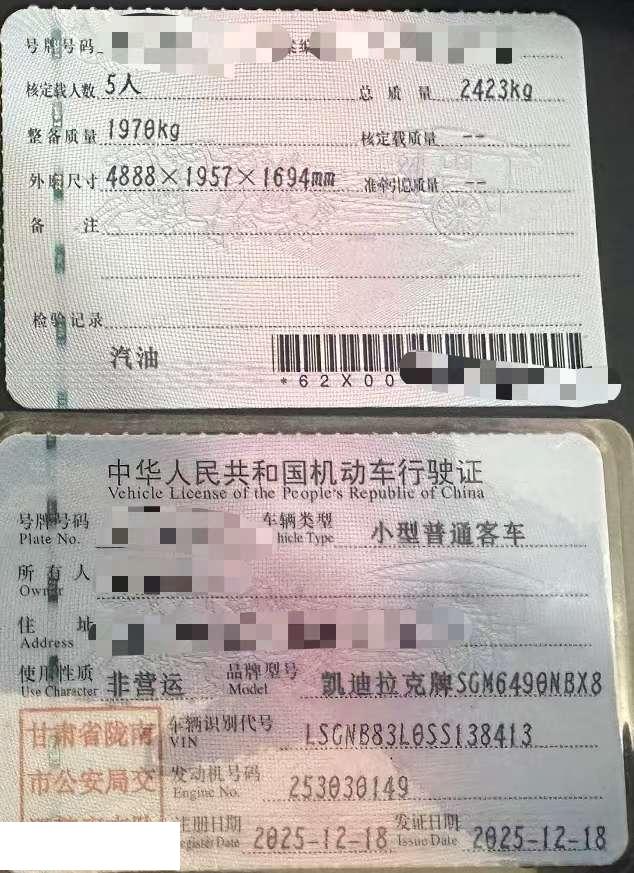 号牌号码
核定载人数 5人 总质量 2423kg
整备质量 1970kg 核定载质量 --
外廓尺寸 4888×1957×1694mm 准牵引总质量 --
备注
检验记录
汽油
*62X00
中华人民共和国机动车行驶证
Vehicle License of the People's Republic of China
号牌号码 车辆类型 小型普通客车
Plate No. hicle Type
所有人
Owner
住址
Address
使用性质 非营运 品牌型号 凯迪拉克牌SGM6490NBX8
Use Character Model
甘肃省陇南 车辆识别代号 LSGNB83L0SS138413
VIN
市公安局交 发动机号码 253030149
Engine No.
注册日期 2025-12-18 发证日期 2025-12-18
egister Date Issue Date